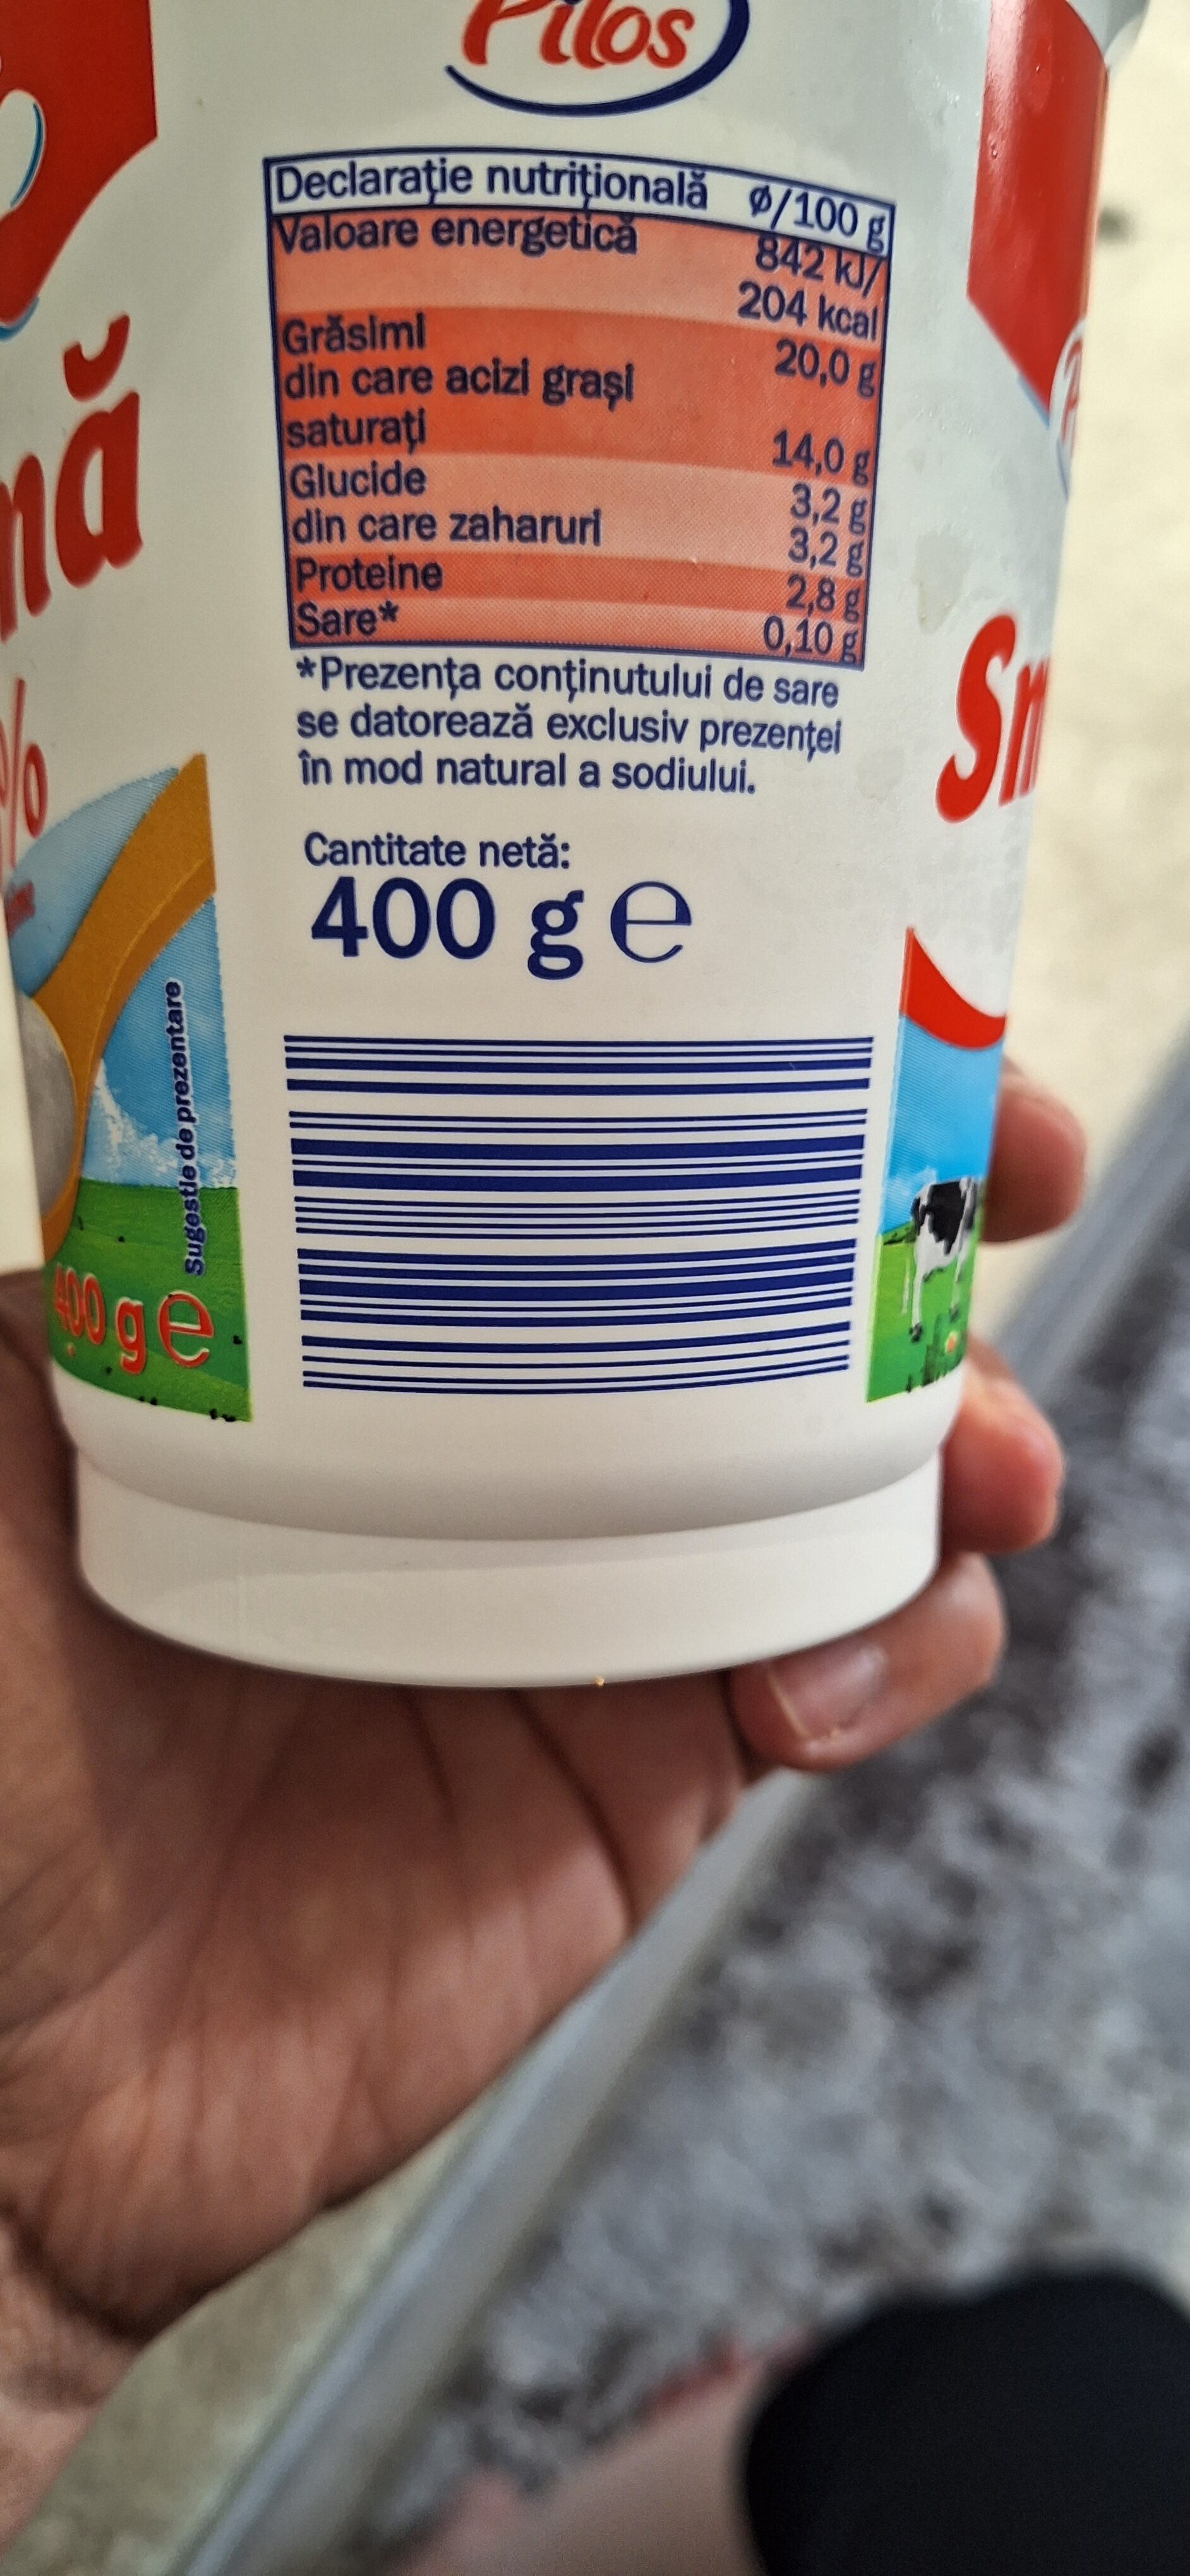 Pilos
Declarație nutrițională ø/100 g
Valoare energetică 842 kJ/
204 kcal
Grăsimi 20,0 g
din care acizi grași
saturați 14,0 g
Glucide 3,2 g
din care zaharuri 3,2 g
Proteine 2,8 g
Sare* 0,10 g
*Prezența conținutului de sare
se datorează exclusiv prezenței
în mod natural a sodiului.
Cantitate netă:
400 g e
nă
%
Sugestie de prezentare
400 g e
Sm